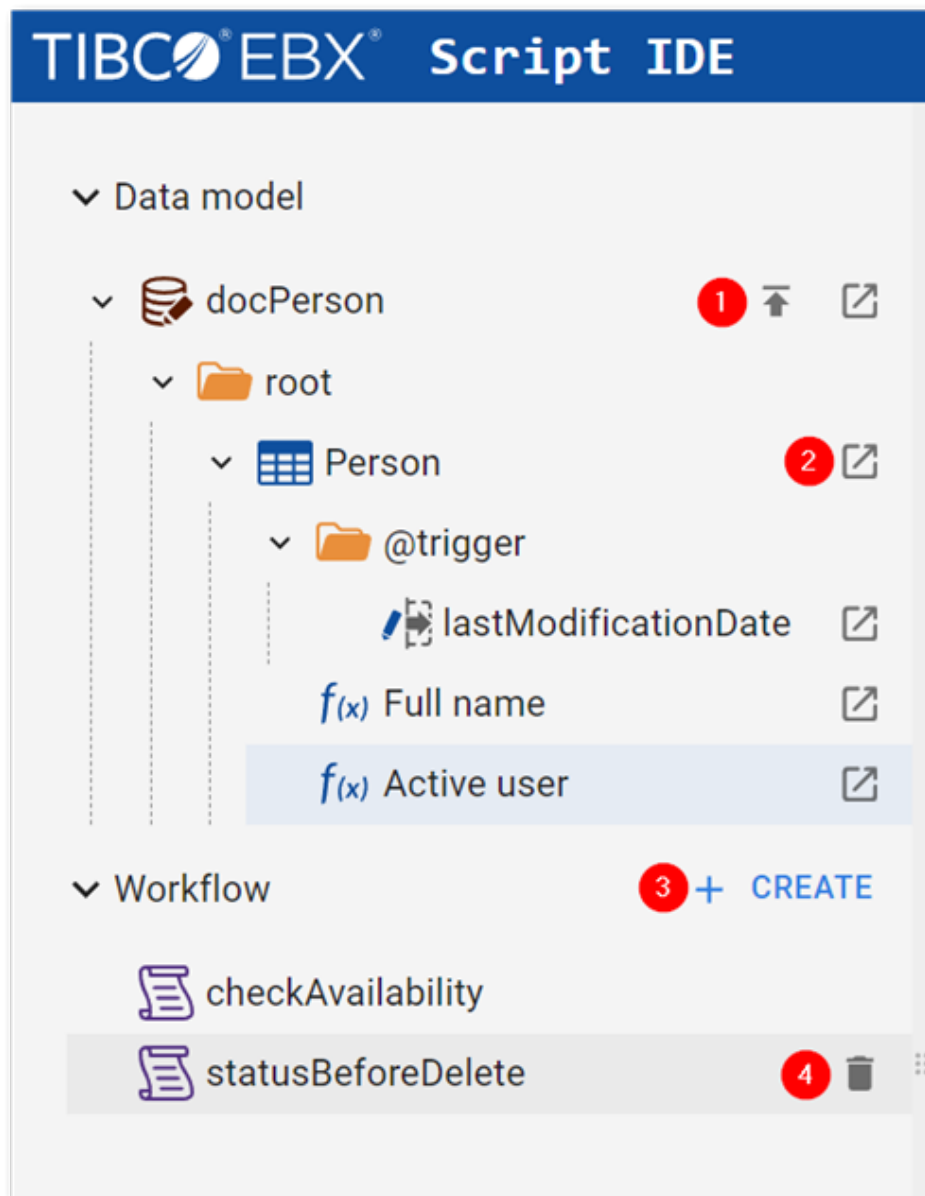 TIBCO® EBX® Script IDE
Data model
docPerson 1
root
Person 2
@trigger
lastModificationDate
f(x) Full name
f(x) Active user
Workflow 3 + CREATE
checkAvailability
statusBeforeDelete 4